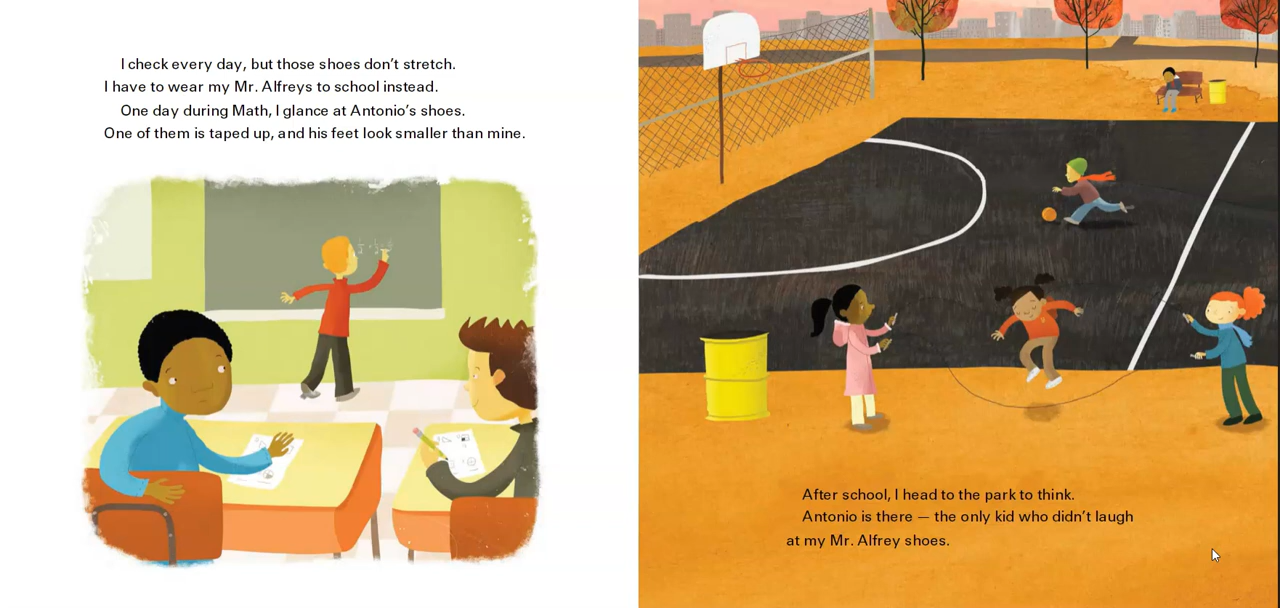 I check every day, but those shoes don't stretch.
I have to wear my Mr. Alfreys to school instead.
One day during Math, I glance at Antonio's shoes.
One of them is taped up, and his feet look smaller than mine.
After school, I head to the park to think.
Antonio is there — the only kid who didn't laugh
at my Mr. Alfrey shoes.